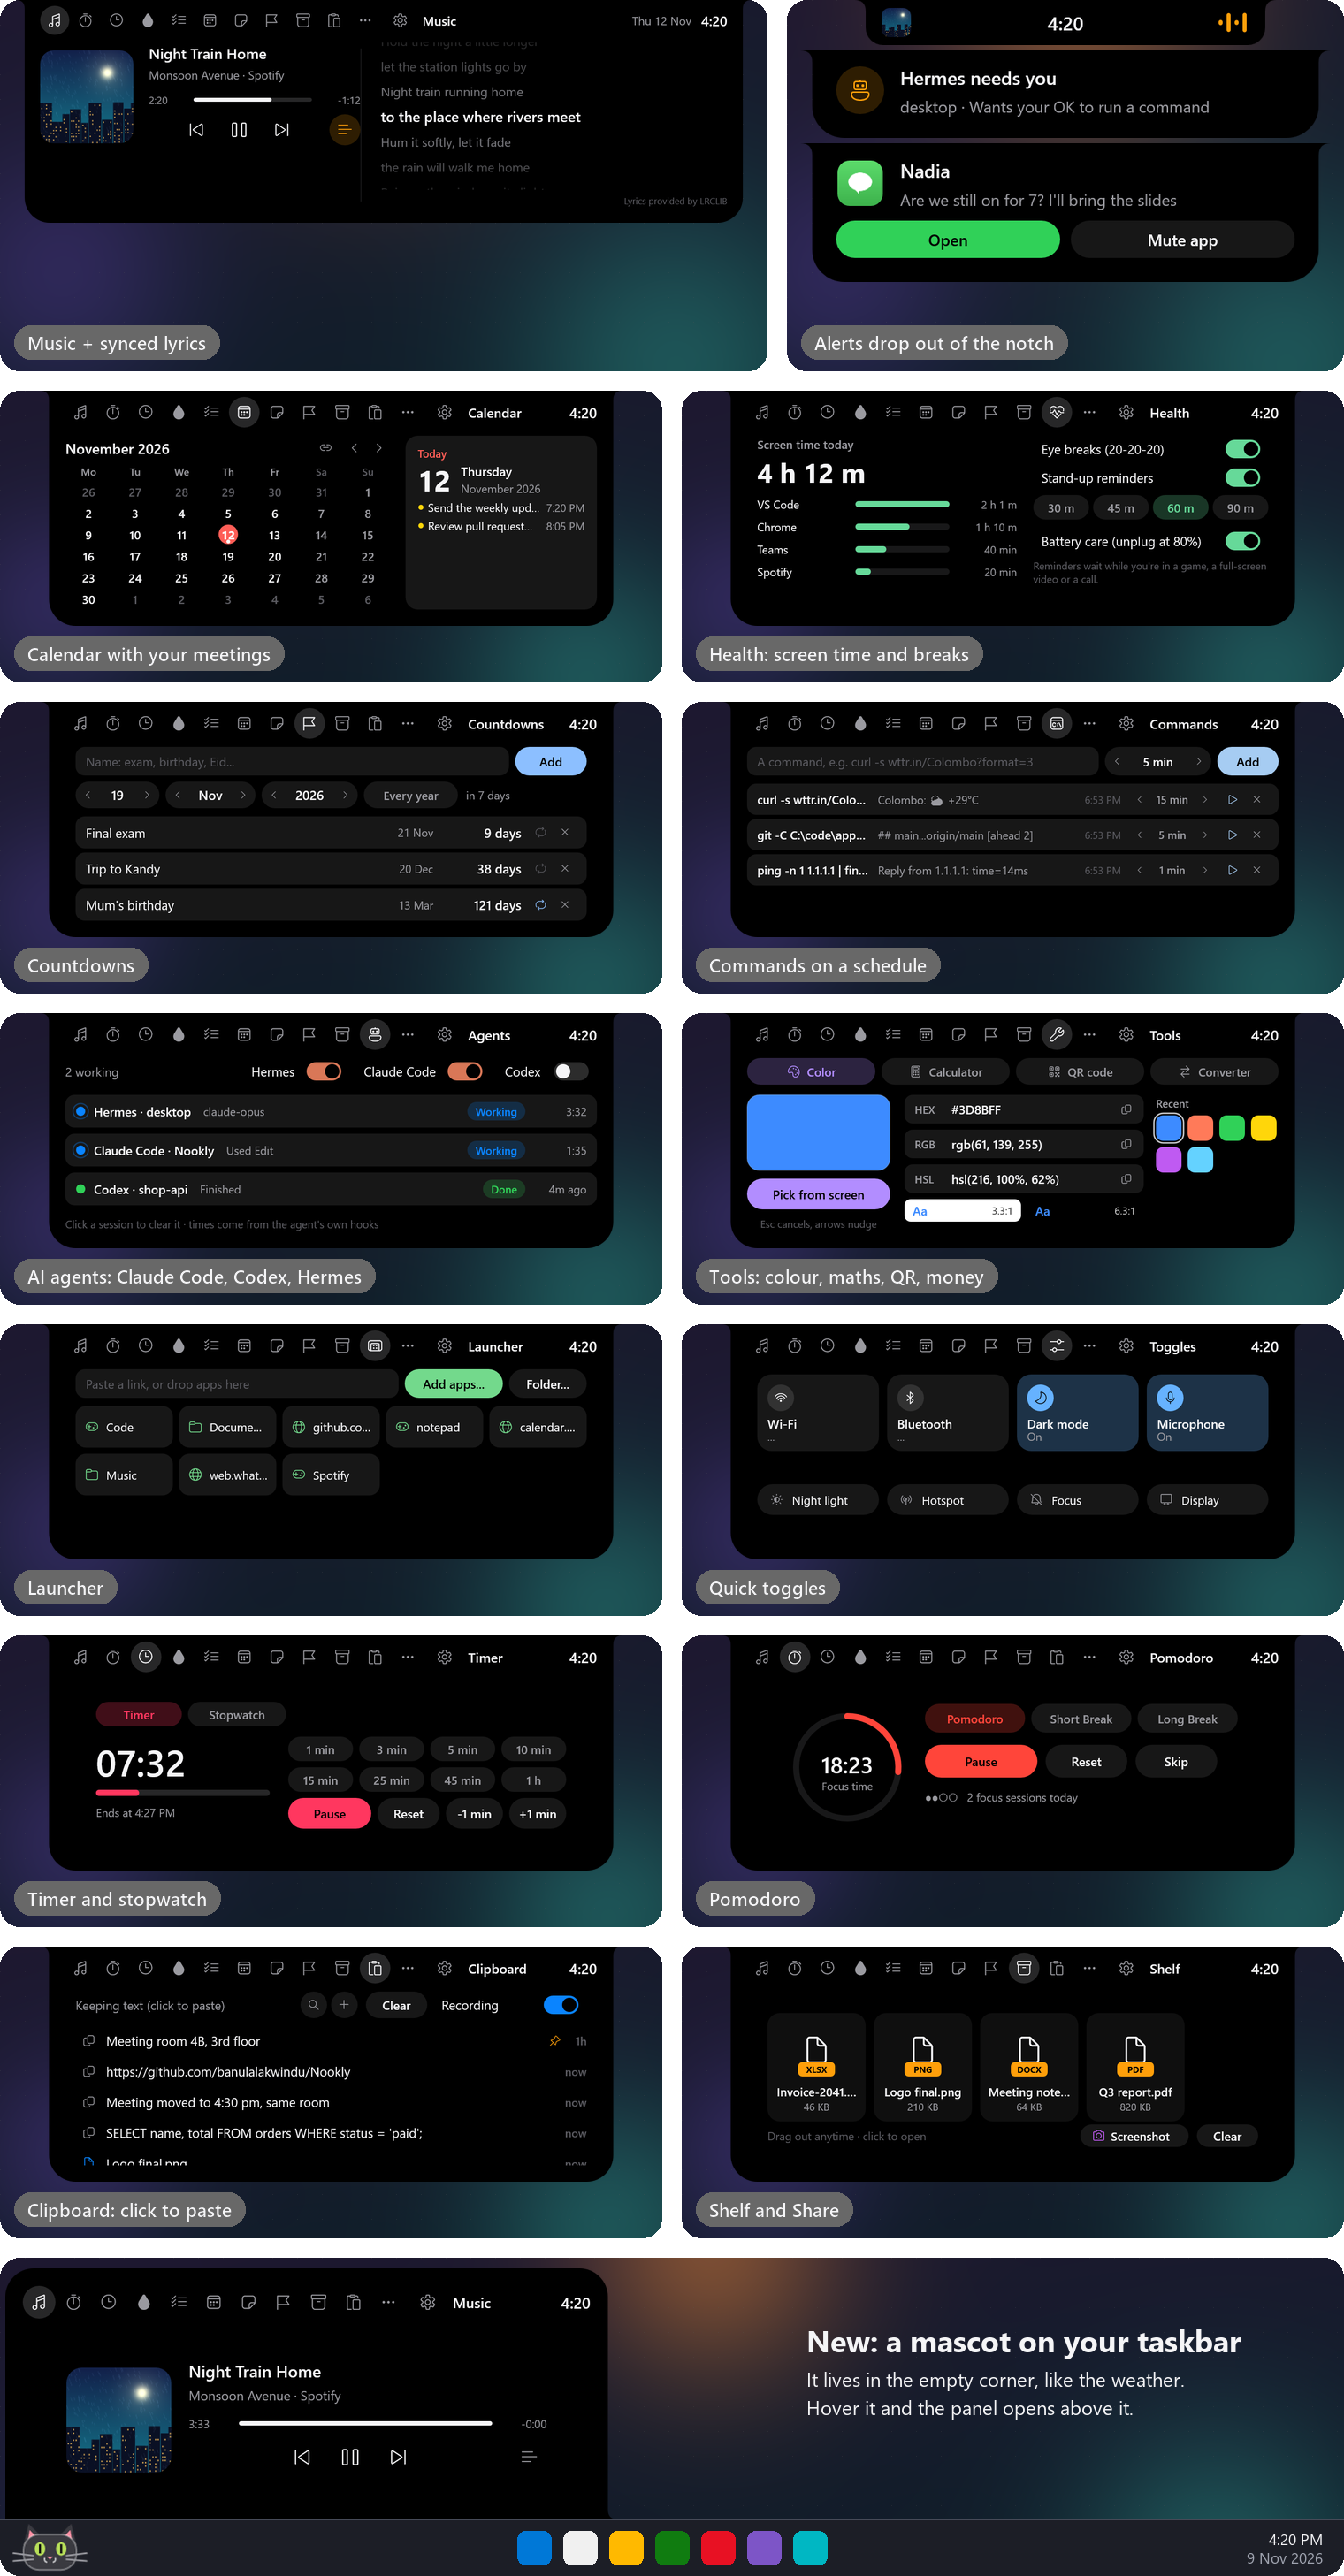 Music
Thu 12 Nov 4:20
Night Train Home
Monsoon Avenue · Spotify
2:20
-1:12
Hold the night a little longer
let the station lights go by
Night train running home
to the place where rivers meet
Hum it softly, let it fade
the rain will walk me home
Lyrics provided by LRCLIB
Music + synced lyrics
4:20
Hermes needs you
desktop · Wants your OK to run a command
Nadia
Are we still on for 7? I'll bring the slides
Open
Mute app
Alerts drop out of the notch
Calendar
4:20
November 2026
Mo Tu We Th Fr Sa Su
26 27 28 29 30 31 1
2 3 4 5 6 7 8
9 10 11 12 13 14 15
16 17 18 19 20 21 22
23 24 25 26 27 28 29
30 1 2 3 4 5 6
Today
12
Thursday
November 2026
Send the weekly upd... 7:20 PM
Review pull request... 8:05 PM
Calendar with your meetings
Health
4:20
Screen time today
4 h 12 m
VS Code 2 h 1 m
Chrome 1 h 10 m
Teams 40 min
Spotify 20 min
Eye breaks (20-20-20)
Stand-up reminders
30 m 45 m 60 m 90 m
Battery care (unplug at 80%)
Reminders wait while you're in a game, a full-screen
video or a call.
Health: screen time and breaks
Countdowns
4:20
Name: exam, birthday, Eid...
Add
19 Nov 2026 Every year in 7 days
Final exam 21 Nov 9 days
Trip to Kandy 20 Dec 38 days
Mum's birthday 13 Mar 121 days
Countdowns
Commands
4:20
A command, e.g. curl -s wttr.in/Colombo?format=3
5 min
Add
curl -s wttr.in/Colo... Colombo: +29°C 6:53 PM 15 min
git -C C:\code\app... ## main...origin/main [ahead 2] 6:53 PM 5 min
ping -n 1 1.1.1.1 | fin... Reply from 1.1.1.1: time=14ms 6:53 PM 1 min
Commands on a schedule
Agents
4:20
2 working
Hermes
Claude Code
Codex
Hermes · desktop claude-opus Working 3:32
Claude Code · Nookly Used Edit Working 1:35
Codex · shop-api Finished Done 4m ago
Click a session to clear it · times come from the agent's own hooks
AI agents: Claude Code, Codex, Hermes
Tools
4:20
Color
Calculator
QR code
Converter
HEX #3D8BFF
RGB rgb(61, 139, 255)
HSL hsl(216, 100%, 62%)
Recent
Pick from screen
Esc cancels, arrows nudge
Aa 3.3:1
Aa 6.3:1
Tools: colour, maths, QR, money
Launcher
4:20
Paste a link, or drop apps here
Add apps...
Folder...
Code
Docume...
github.co...
notepad
calendar....
Music
web.what...
Spotify
Launcher
Toggles
4:20
Wi-Fi
...
Bluetooth
...
Dark mode
On
Microphone
On
Night light
Hotspot
Focus
Display
Quick toggles
Timer
4:20
Timer
Stopwatch
07:32
Ends at 4:27 PM
1 min 3 min 5 min 10 min
15 min 25 min 45 min 1 h
Pause Reset -1 min +1 min
Timer and stopwatch
Pomodoro
4:20
18:23
Focus time
Pomodoro Short Break Long Break
Pause Reset Skip
2 focus sessions today
Pomodoro
Clipboard
4:20
Keeping text (click to paste)
Clear
Recording
Meeting room 4B, 3rd floor 1h
https://github.com/banulalakwindu/Nookly now
Meeting moved to 4:30 pm, same room now
SELECT name, total FROM orders WHERE status = 'paid'; now
Logo final.png now
Clipboard: click to paste
Shelf
4:20
XLSX
Invoice-2041....
46 KB
PNG
Logo final.png
210 KB
DOCX
Meeting note...
64 KB
PDF
Q3 report.pdf
820 KB
Drag out anytime · click to open
Screenshot
Clear
Shelf and Share
Music
4:20
Night Train Home
Monsoon Avenue · Spotify
3:33
-0:00
New: a mascot on your taskbar
It lives in the empty corner, like the weather.
Hover it and the panel opens above it.
4:20 PM
9 Nov 2026